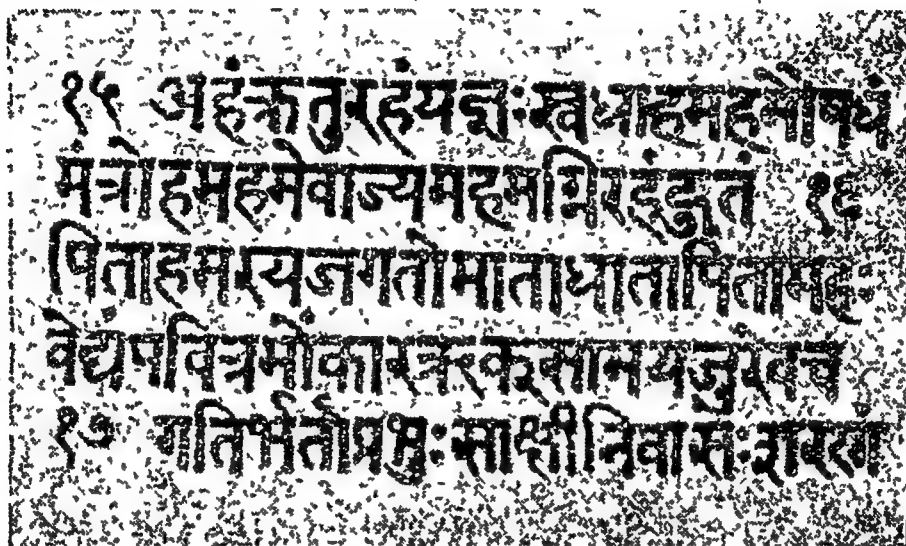 १५ अहंक्रतुरहंयज्ञःस्वधाहमहमौषधं
मंत्रोहमहमेवाज्यमहमग्निरहंहुतं १६
पिताहमस्यजगतोमाताधातापितामहः
वेद्यंपवित्रमोंकारऋक्सामयजुरेवच
१७ गतिर्भर्ताप्रभुःसाक्षीनिवासःशरणं